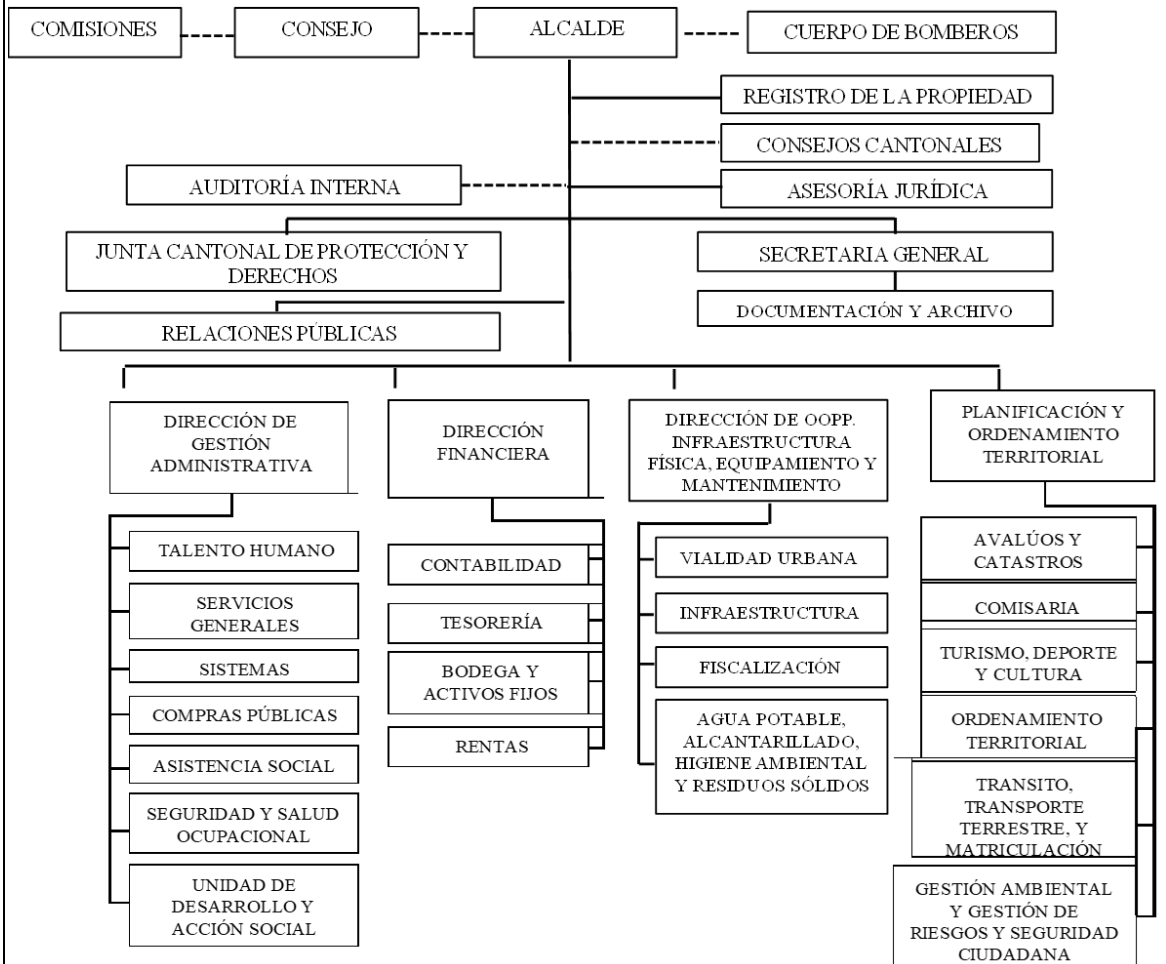 COMISIONES
CONSEJO
ALCALDE
CUERPO DE BOMBEROS
REGISTRO DE LA PROPIEDAD
CONSEJOS CANTONALES
AUDITORÍA INTERNA
ASESORÍA JURÍDICA
JUNTA CANTONAL DE PROTECCIÓN Y
DERECHOS
SECRETARIA GENERAL
DOCUMENTACIÓN Y ARCHIVO
RELACIONES PÚBLICAS
DIRECCIÓN DE
GESTIÓN
ADMINISTRATIVA
TALENTO HUMANO
SERVICIOS
GENERALES
SISTEMAS
COMPRAS PÚBLICAS
ASISTENCIA SOCIAL
SEGURIDAD Y SALUD
OCUPACIONAL
UNIDAD DE
DESARROLLO Y
ACCIÓN SOCIAL
DIRECCIÓN
FINANCIERA
CONTABILIDAD
TESORERÍA
BODEGA Y
ACTIVOS FIJOS
RENTAS
DIRECCIÓN DE OOPP.
INFRAESTRUCTURA
FÍSICA, EQUIPAMIENTO Y
MANTENIMIENTO
VIALIDAD URBANA
INFRAESTRUCTURA
FISCALIZACIÓN
AGUA POTABLE,
ALCANTARILLADO,
HIGIENE AMBIENTAL
Y RESIDUOS SÓLIDOS
PLANIFICACIÓN Y
ORDENAMIENTO
TERRITORIAL
AVALÚOS Y
CATASTROS
COMISARIA
TURISMO, DEPORTE
Y CULTURA
ORDENAMIENTO
TERRITORIAL
TRANSITO,
TRANSPORTE
TERRESTRE, Y
MATRICULACIÓN
GESTIÓN AMBIENTAL
Y GESTIÓN DE
RIESGOS Y SEGURIDAD
CIUDADANA